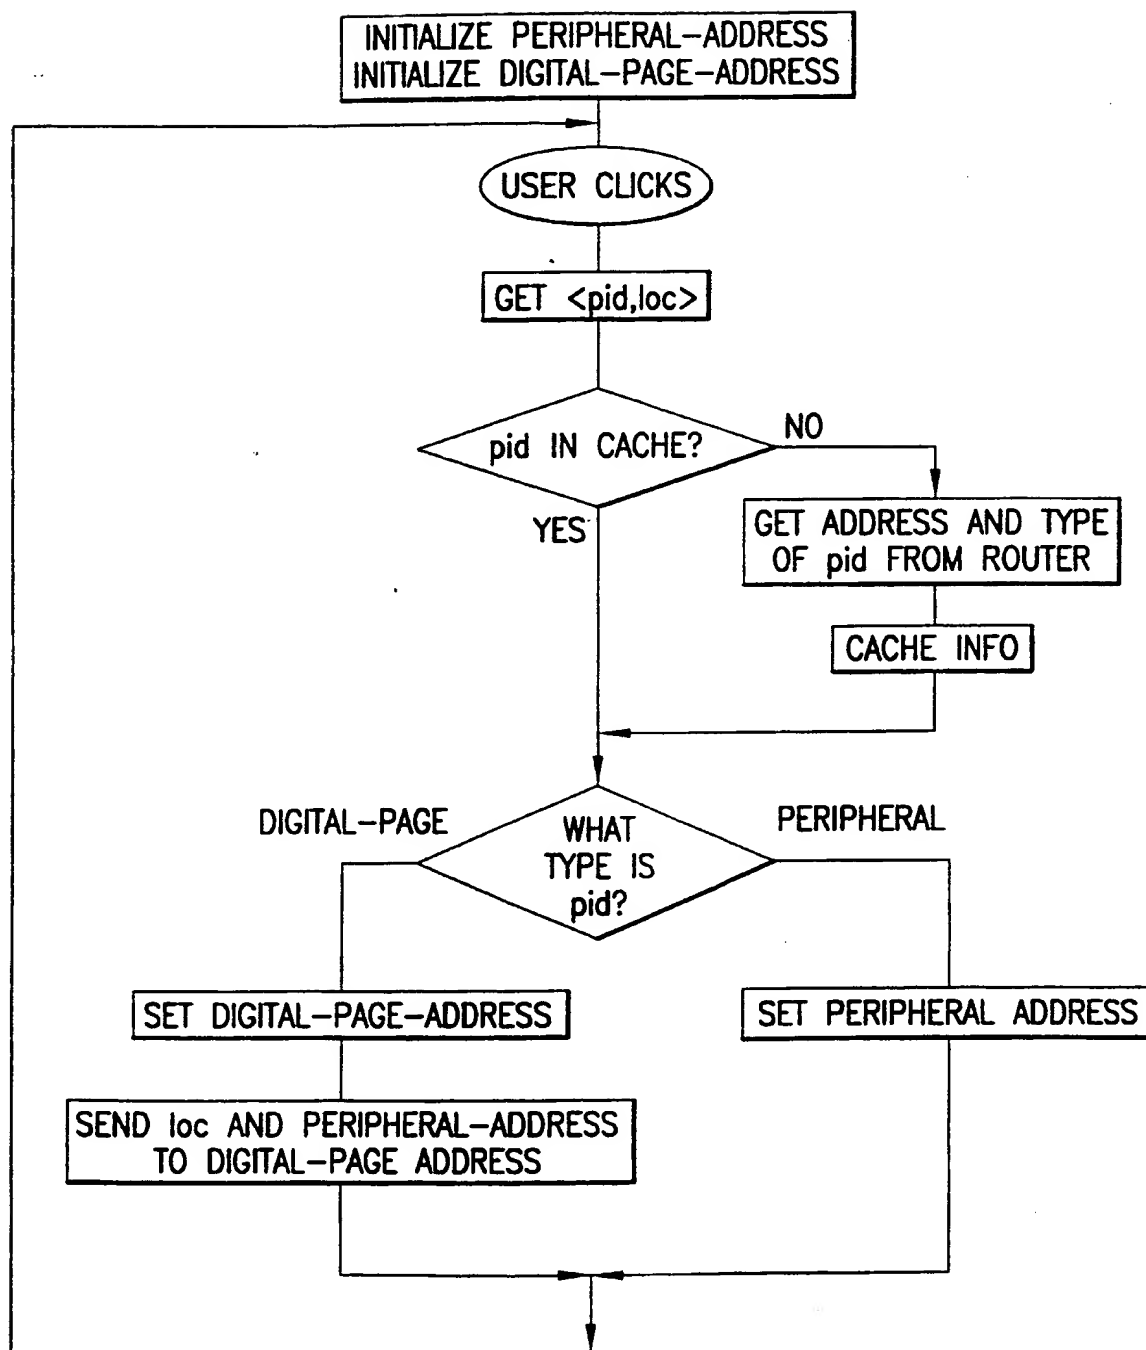 INITIALIZE PERIPHERAL-ADDRESS
INITIALIZE DIGITAL-PAGE-ADDRESS
USER CLICKS
GET <pid,loc>
pid IN CACHE?
NO
YES
GET ADDRESS AND TYPE
OF pid FROM ROUTER
CACHE INFO
DIGITAL-PAGE
WHAT
TYPE IS
pid?
PERIPHERAL
SET DIGITAL-PAGE-ADDRESS
SET PERIPHERAL ADDRESS
SEND loc AND PERIPHERAL-ADDRESS
TO DIGITAL-PAGE ADDRESS